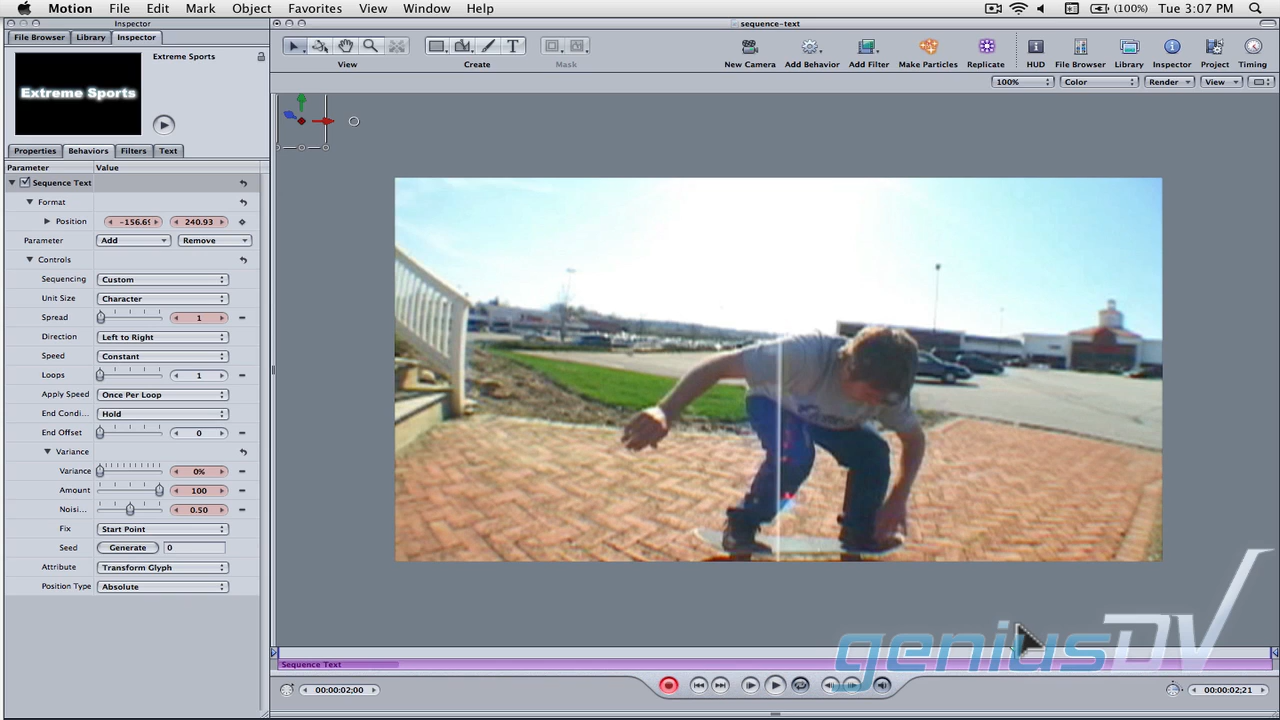 Motion File Edit Mark Object Favorites View Window Help (100%) Tue 3:07 PM
Inspector
sequence-text
File Browser Library Inspector
Extreme Sports
Extreme Sports
View Create Mask New Camera Add Behavior Add Filter Make Particles Replicate HUD File Browser Library Inspector Project Timing
100% Color Render View
Properties Behaviors Filters Text
Parameter Value
Sequence Text
Format
Position -156.69 240.93
Parameter Add Remove
Controls
Sequencing Custom
Unit Size Character
Spread 1
Direction Left to Right
Speed Constant
Loops 1
Apply Speed Once Per Loop
End Condi... Hold
End Offset 0
Variance
Variance 0%
Amount 100
Noisi... 0.50
Fix Start Point
Seed Generate 0
Attribute Transform Glyph
Position Type Absolute
geniusDV
Sequence Text
00:00:02;00 00:00:02;21